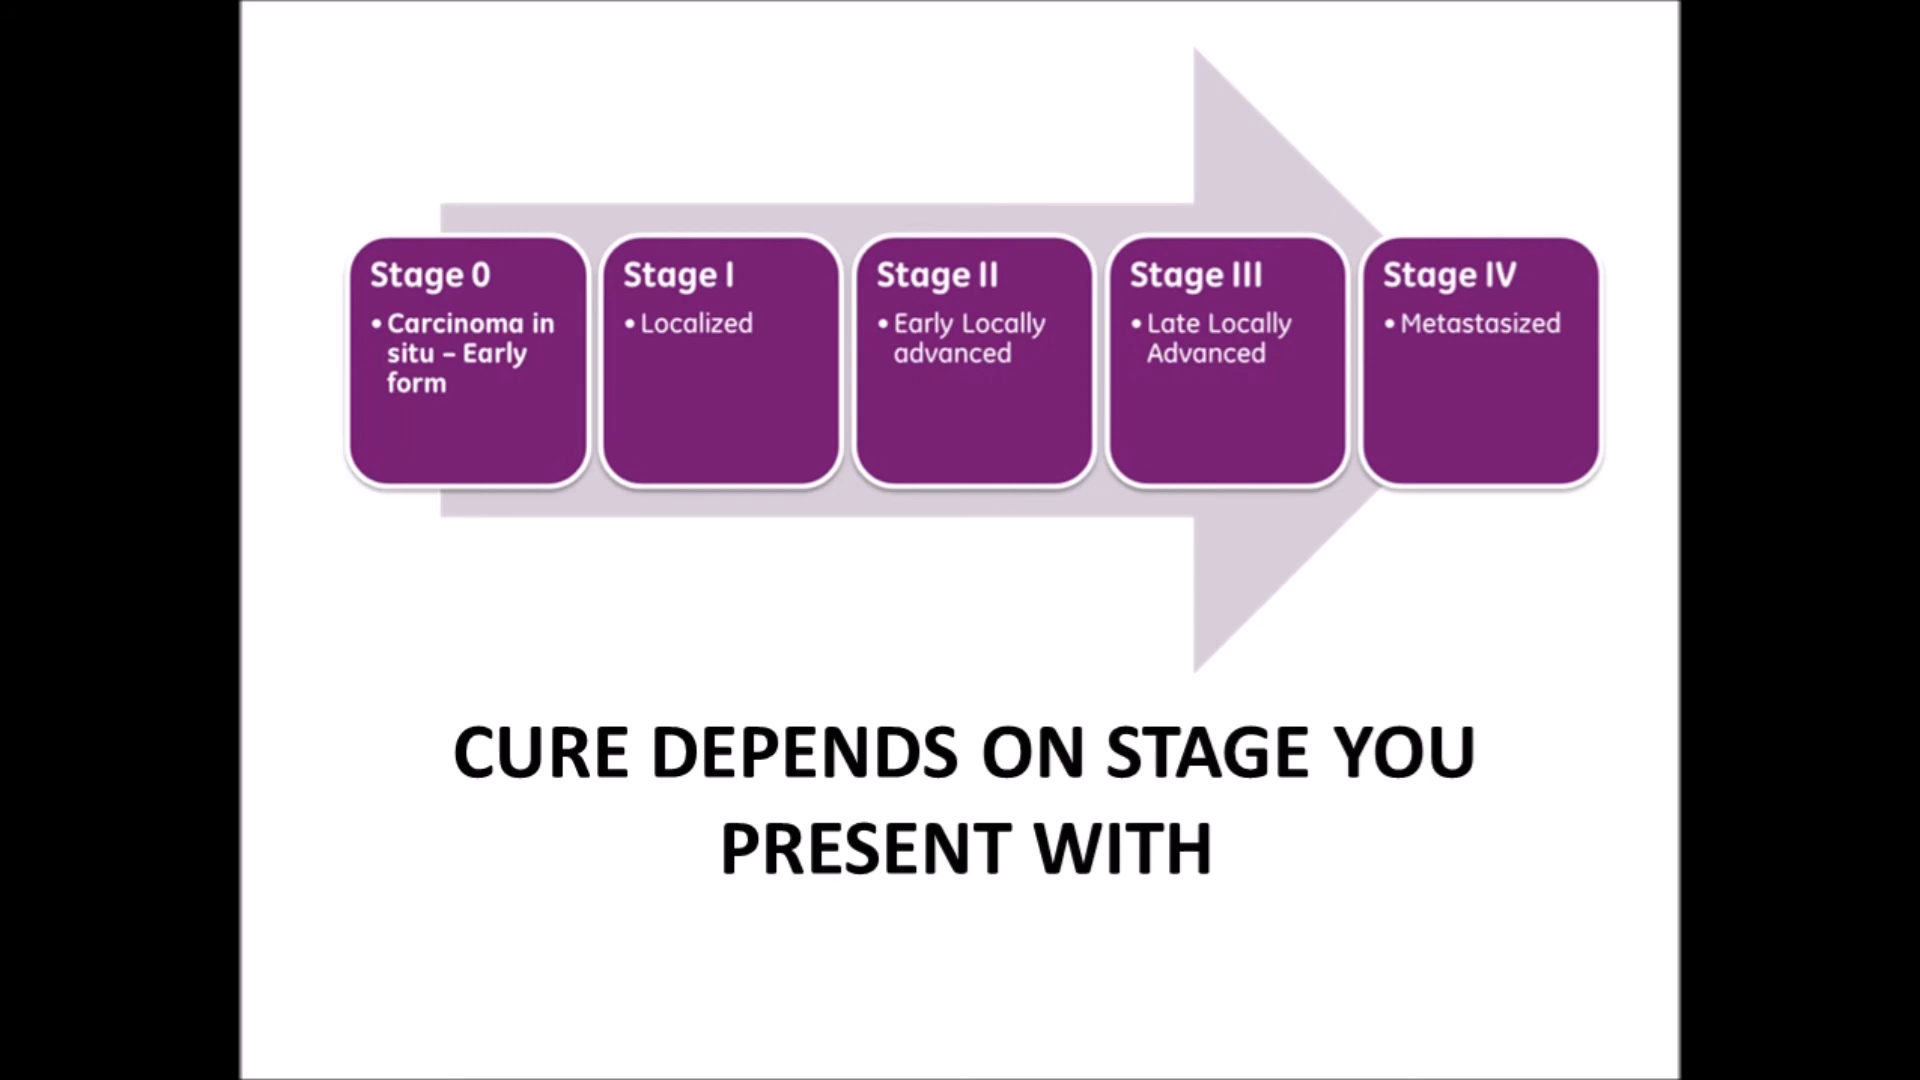 Stage 0
• Carcinoma in
situ – Early
form
Stage I
• Localized
Stage II
• Early Locally
advanced
Stage III
• Late Locally
Advanced
Stage IV
• Metastasized
CURE DEPENDS ON STAGE YOU
PRESENT WITH